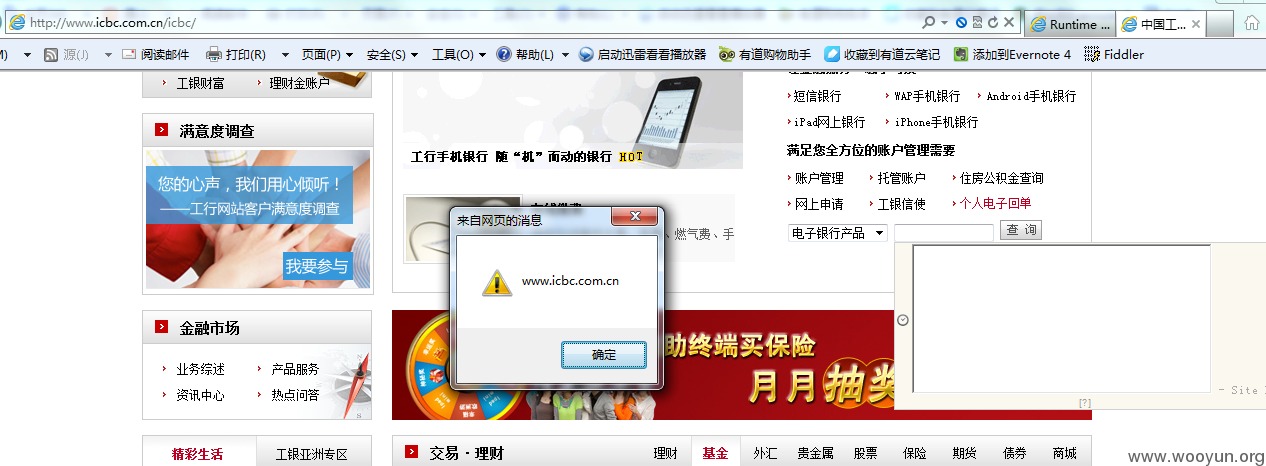 http://www.icbc.com.cn/icbc/
Runtime ...
中国工...
源(J)
阅读邮件
打印(R)
页面(P)
安全(S)
工具(O)
帮助(L)
启动迅雷看看播放器
有道购物助手
收藏到有道云笔记
添加到Evernote 4
Fiddler
工银财富
理财金账户
满意度调查
您的心声，我们用心倾听！
——工行网站客户满意度调查
我要参与
金融市场
业务综述
产品服务
资讯中心
热点问答
精彩生活
工银亚洲专区
工行手机银行 随“机”而动的银行 HOT
、燃气费、手
来自网页的消息
www.icbc.com.cn
确定
助终端买保险
月月抽奖
交易·理财
理财
基金
外汇
贵金属
股票
保险
期货
债券
商城
短信银行
WAP手机银行
Android手机银行
iPad网上银行
iPhone手机银行
满足您全方位的账户管理需要
账户管理
托管账户
住房公积金查询
网上申请
工银信使
个人电子回单
电子银行产品
查 询
- Site
[?]
www.wooyun.org